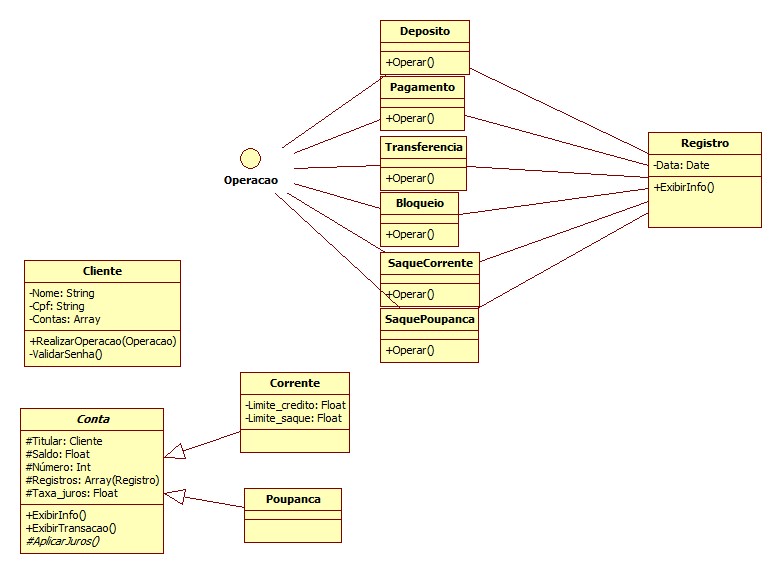 Deposito
+Operar()
Pagamento
+Operar()
Transferencia
+Operar()
Bloqueio
+Operar()
SaqueCorrente
+Operar()
SaquePoupanca
+Operar()
Operacao
Registro
-Data: Date
+ExibirInfo()
Cliente
-Nome: String
-Cpf: String
-Contas: Array
+RealizarOperacao(Operacao)
-ValidarSenha()
Corrente
-Limite_credito: Float
-Limite_saque: Float
Conta
#Titular: Cliente
#Saldo: Float
#Número: Int
#Registros: Array(Registro)
#Taxa_juros: Float
+ExibirInfo()
+ExibirTransacao()
#AplicarJuros()
Poupanca